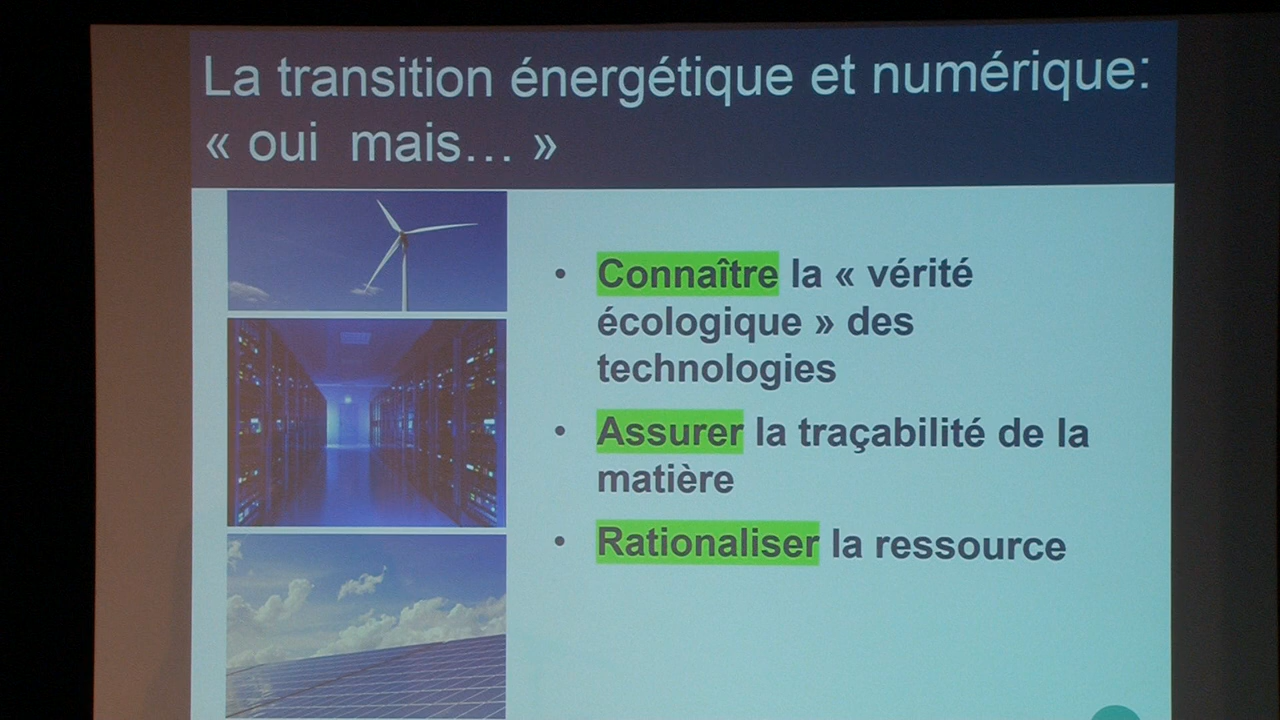 La transition énergétique et numérique:
« oui  mais… »
• Connaître la « vérité
écologique » des
technologies
• Assurer la traçabilité de la
matière
• Rationaliser la ressource